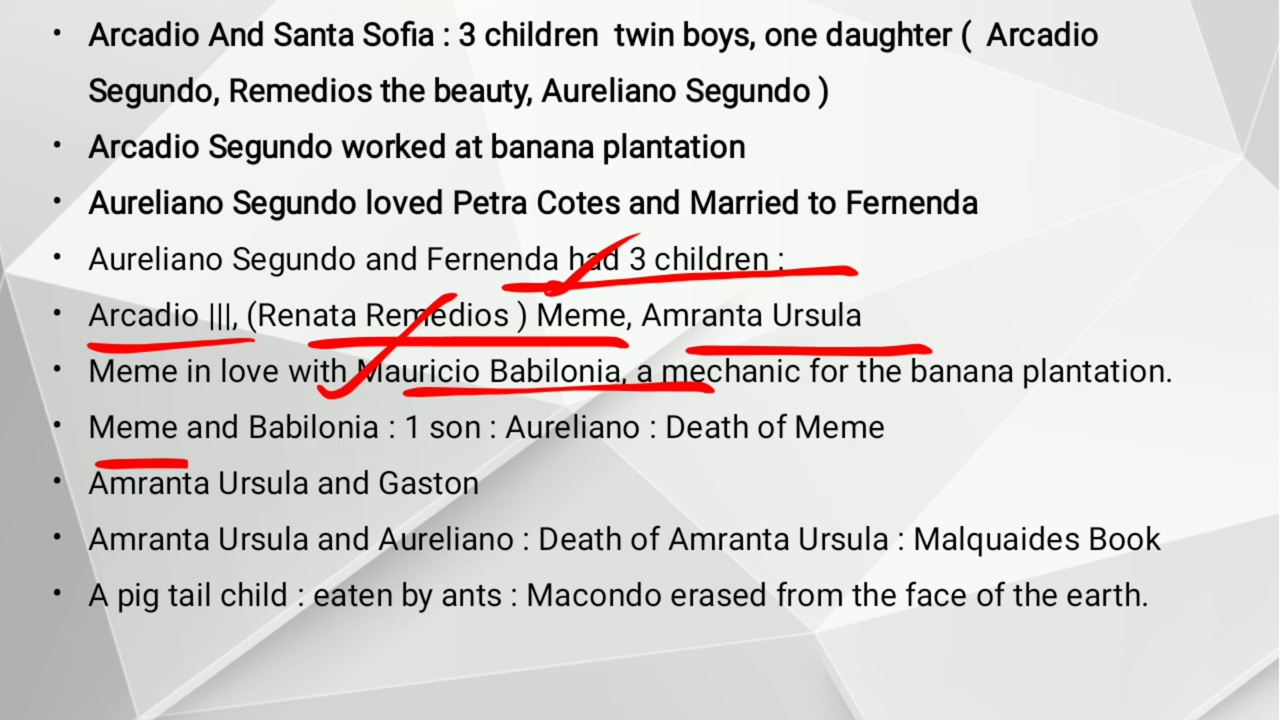 • Arcadio And Santa Sofia : 3 children twin boys, one daughter ( Arcadio
Segundo, Remedios the beauty, Aureliano Segundo )
• Arcadio Segundo worked at banana plantation
• Aureliano Segundo loved Petra Cotes and Married to Fernenda
• Aureliano Segundo and Fernenda had 3 children :
• Arcadio |||, (Renata Remedios ) Meme, Amranta Ursula
• Meme in love with Mauricio Babilonia, a mechanic for the banana plantation.
• Meme and Babilonia : 1 son : Aureliano : Death of Meme
• Amranta Ursula and Gaston
• Amranta Ursula and Aureliano : Death of Amranta Ursula : Malquaides Book
• A pig tail child : eaten by ants : Macondo erased from the face of the earth.